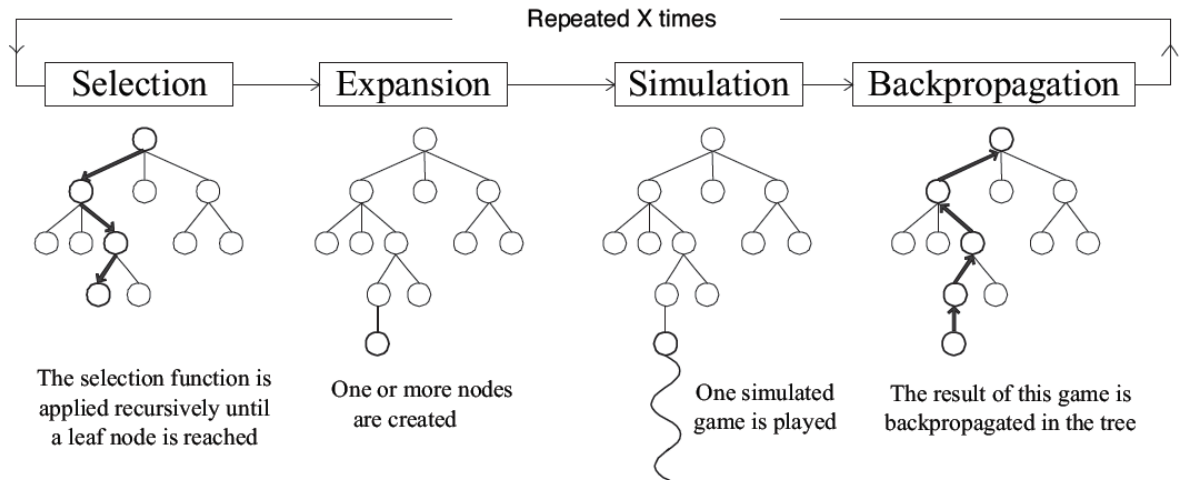 Repeated X times
Selection
Expansion
Simulation
Backpropagation
The selection function is
applied recursively until
a leaf node is reached
One or more nodes
are created
One simulated
game is played
The result of this game is
backpropagated in the tree